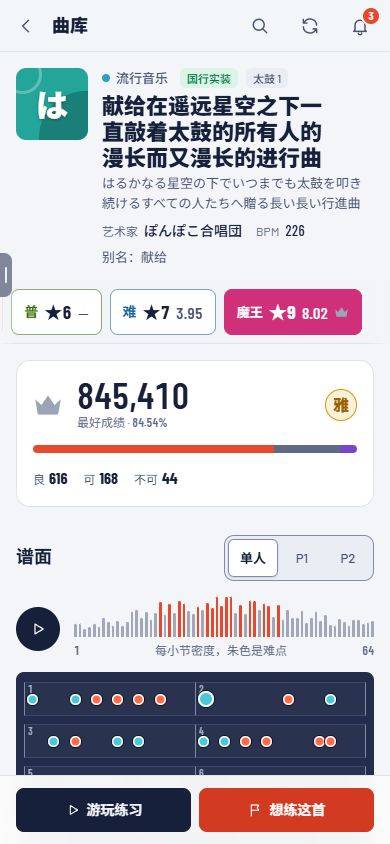 曲库
3
は
流行音乐 国行实装 太鼓 1
献给在遥远星空之下一
直敲着太鼓的所有人的
漫长而又漫长的进行曲
はるかなる星空の下でいつまでも太鼓を叩き
続けるすべての人たちへ贈る長い長い行進曲
艺术家 ぽんぽこ合唱団 BPM 226
别名：献给
普 ★6 —
难 ★7 3.95
魔王 ★9 8.02
845,410
最好成绩 · 84.54%
雅
良 616 可 168 不可 44
谱面
单人 P1 P2
1 每小节密度，朱色是难点 64
1 2
3 4
5 6
游玩练习 想练这首